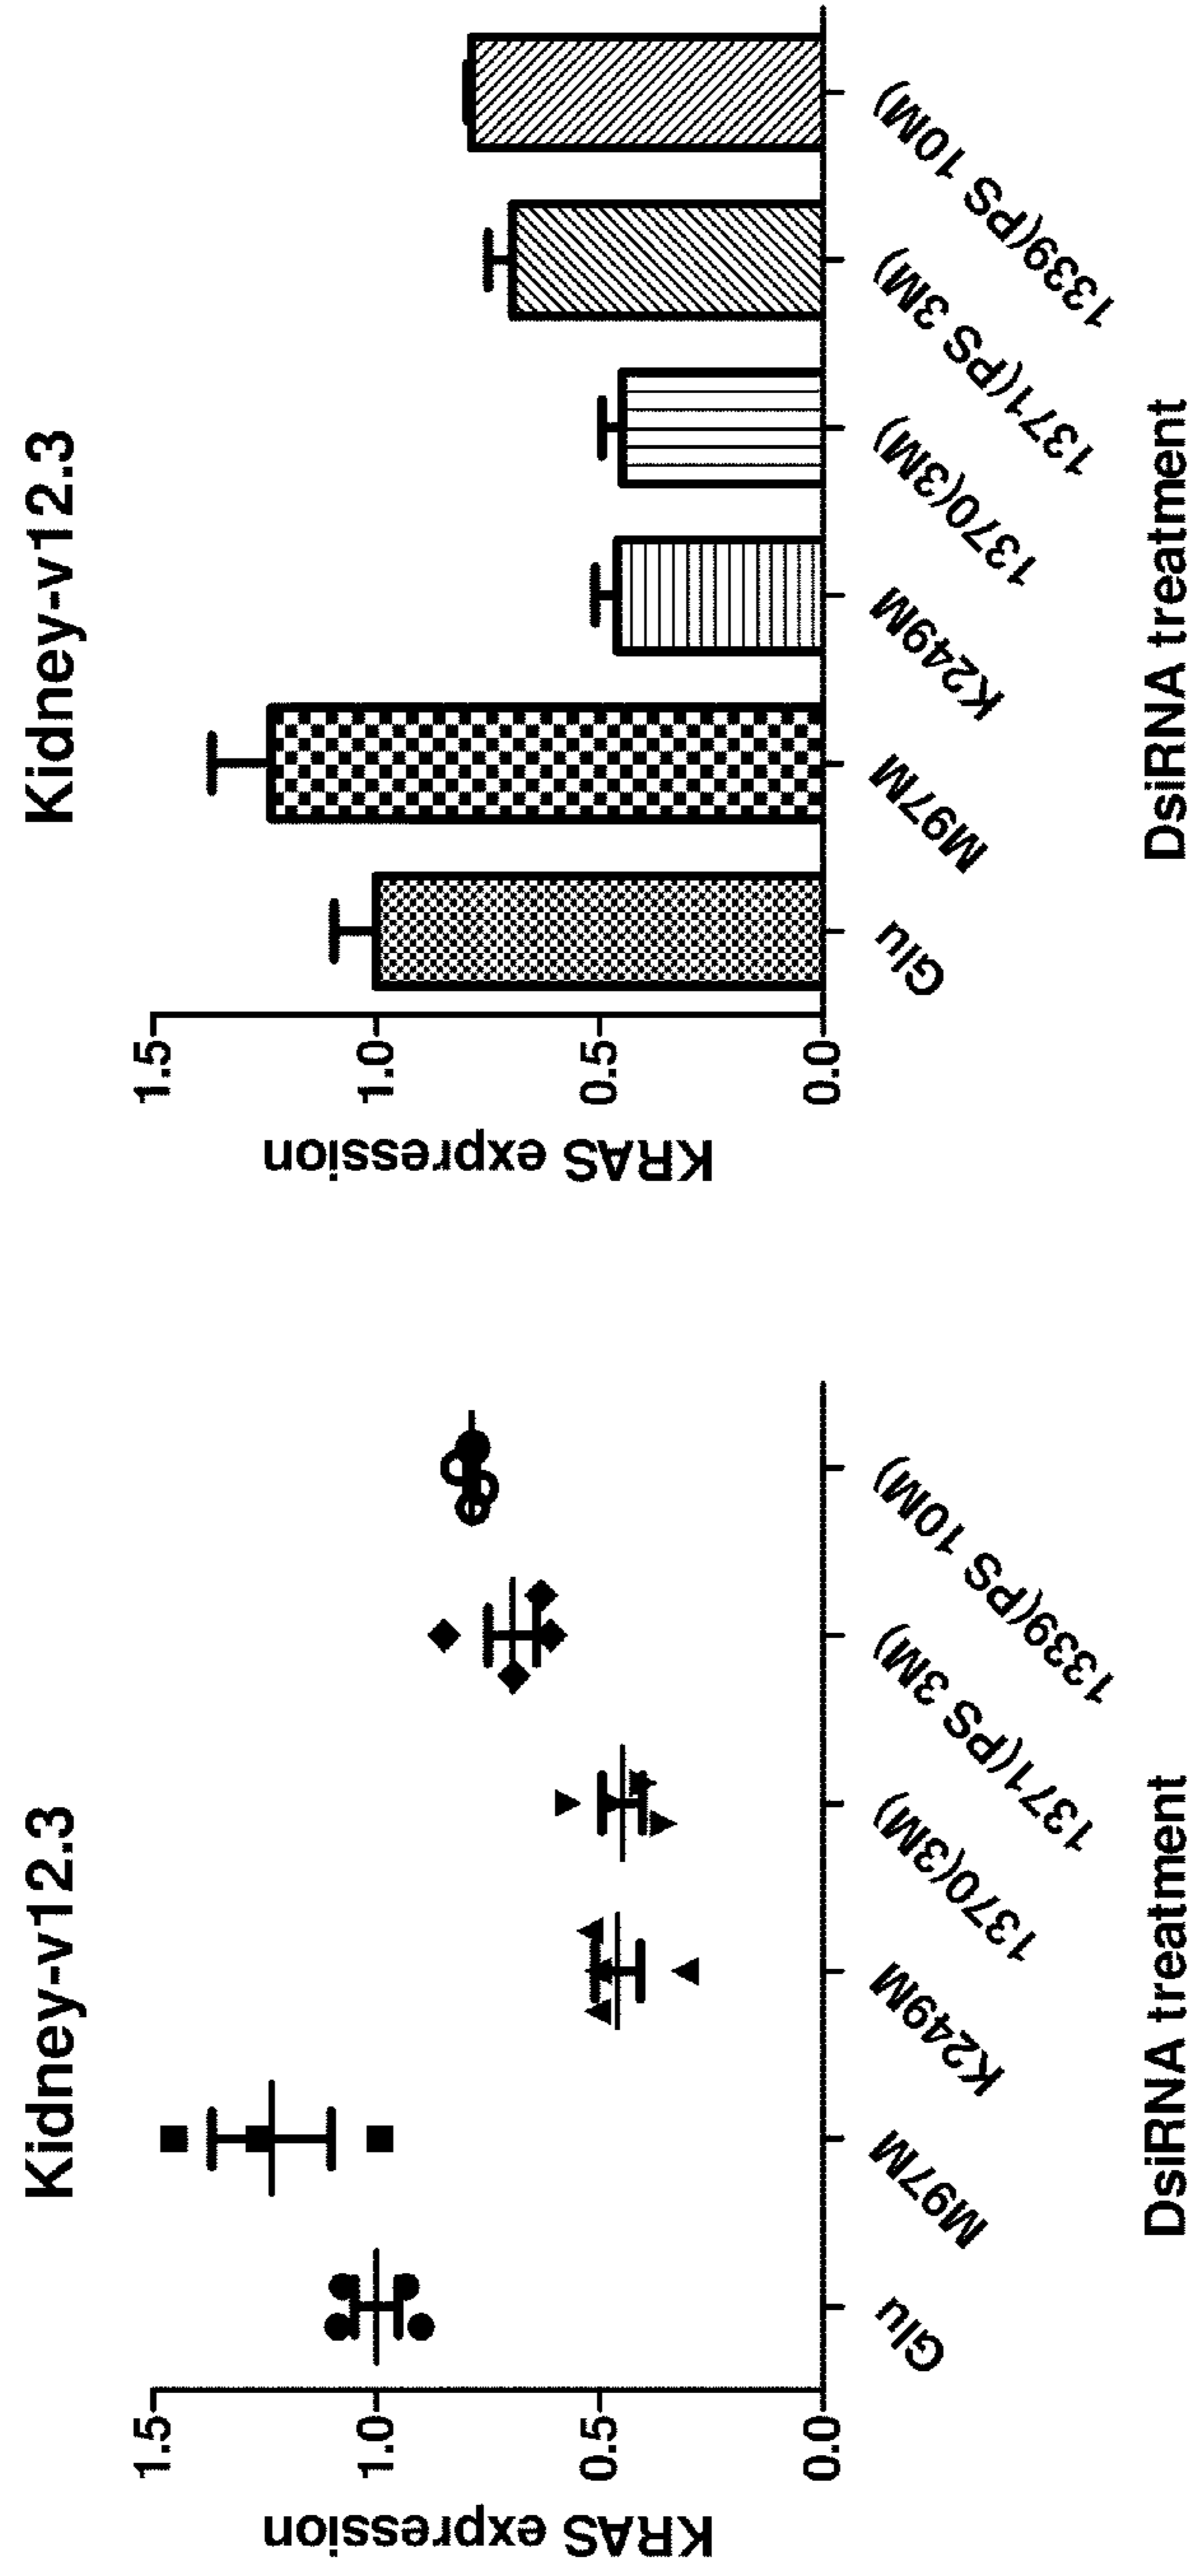 Kidney-v12.3
KRAS expression
1.5
1.0
0.5
0.0
Glu
M97M
K249M
1370(3M)
1371(PS 3M)
1339(PS 10M)
DsiRNA treatment
Kidney-v12.3
KRAS expression
1.5
1.0
0.5
0.0
Glu
M97M
K249M
1370(3M)
1371(PS 3M)
1339(PS 10M)
DsiRNA treatment